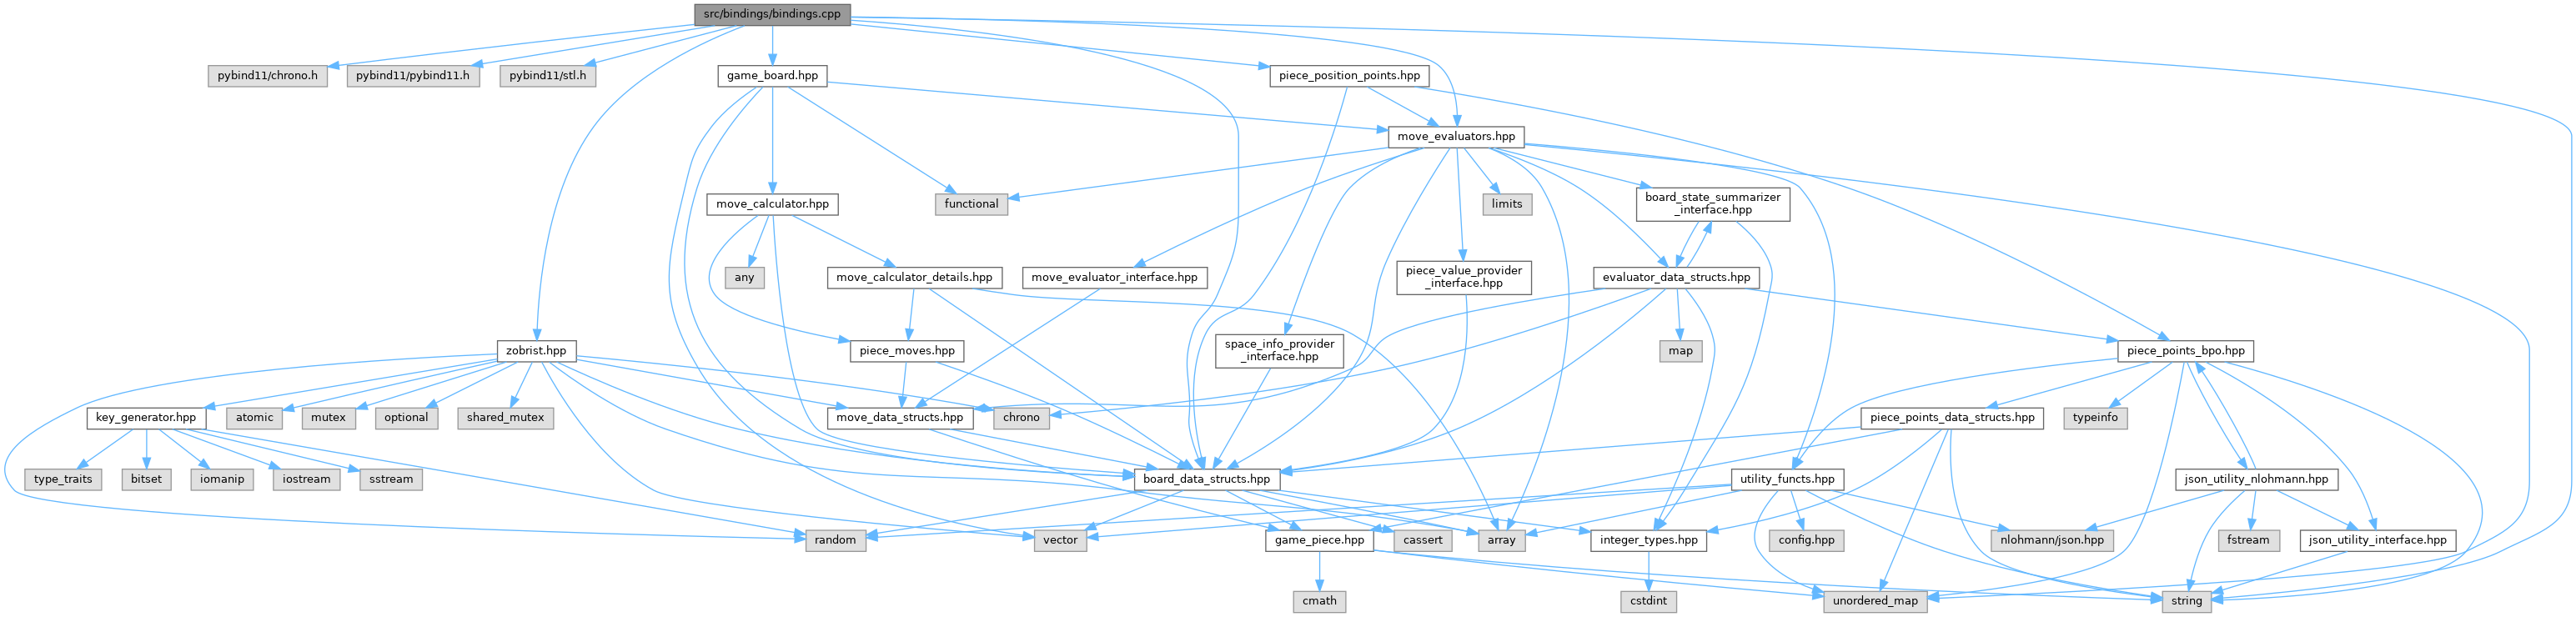 src/bindings/bindings.cpp
pybind11/chrono.h
pybind11/pybind11.h
pybind11/stl.h
game_board.hpp
piece_position_points.hpp
move_evaluators.hpp
move_calculator.hpp
functional
limits
board_state_summarizer
_interface.hpp
any
move_calculator_details.hpp
move_evaluator_interface.hpp
piece_value_provider
_interface.hpp
evaluator_data_structs.hpp
zobrist.hpp
piece_moves.hpp
space_info_provider
_interface.hpp
map
piece_points_bpo.hpp
key_generator.hpp
atomic
mutex
optional
shared_mutex
move_data_structs.hpp
chrono
piece_points_data_structs.hpp
typeinfo
type_traits
bitset
iomanip
iostream
sstream
board_data_structs.hpp
utility_functs.hpp
json_utility_nlohmann.hpp
random
vector
game_piece.hpp
cassert
array
integer_types.hpp
config.hpp
nlohmann/json.hpp
fstream
json_utility_interface.hpp
cmath
cstdint
unordered_map
string